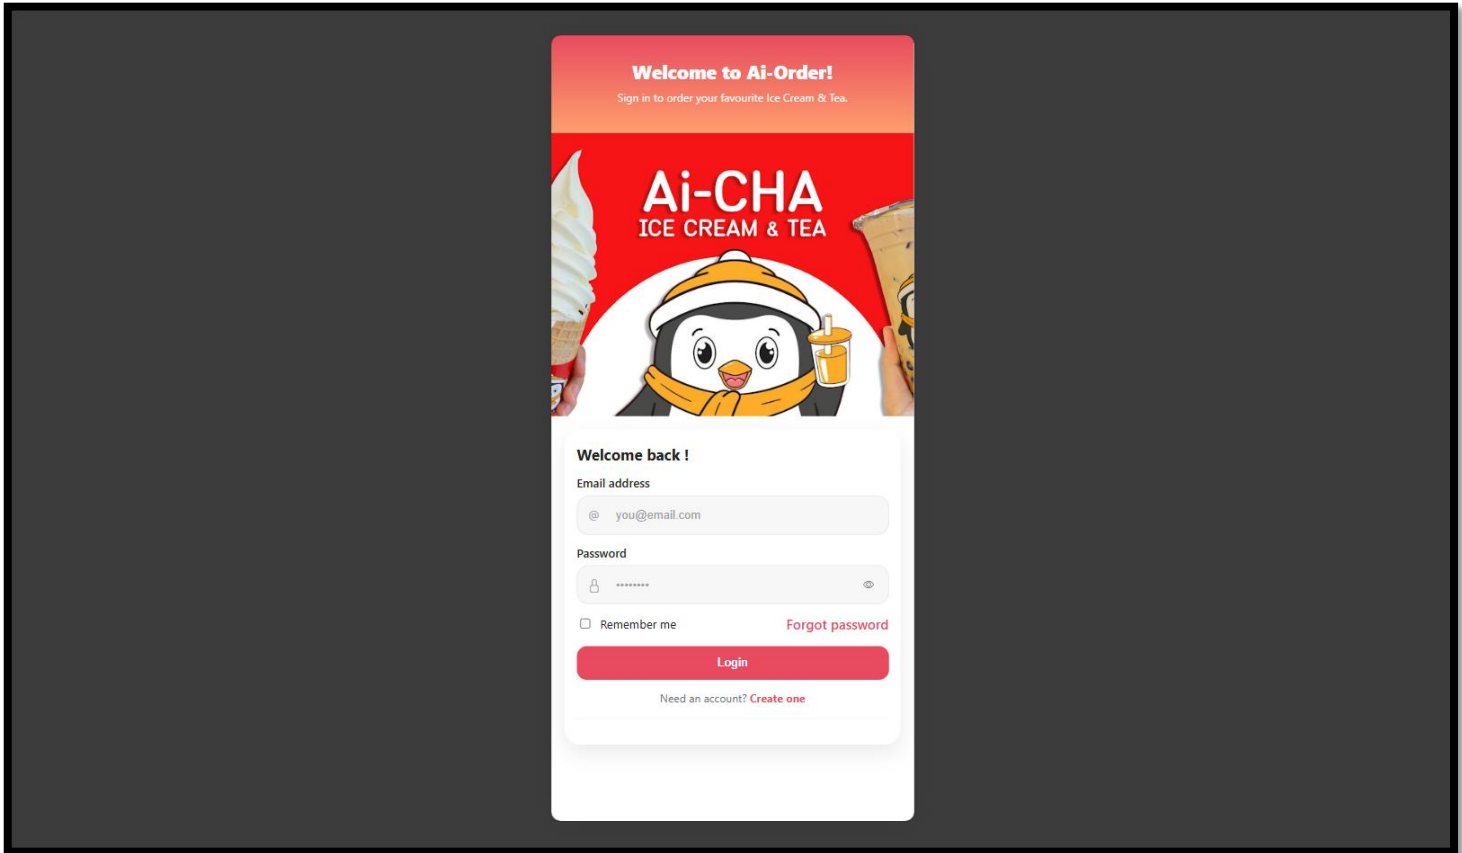 Welcome to Ai-Order!
Sign in to order your favourite Ice Cream & Tea.
Ai-CHA
ICE CREAM & TEA
Welcome back !
Email address
@ you@email.com
Password
••••••••
Remember me
Forgot password
Login
Need an account? Create one